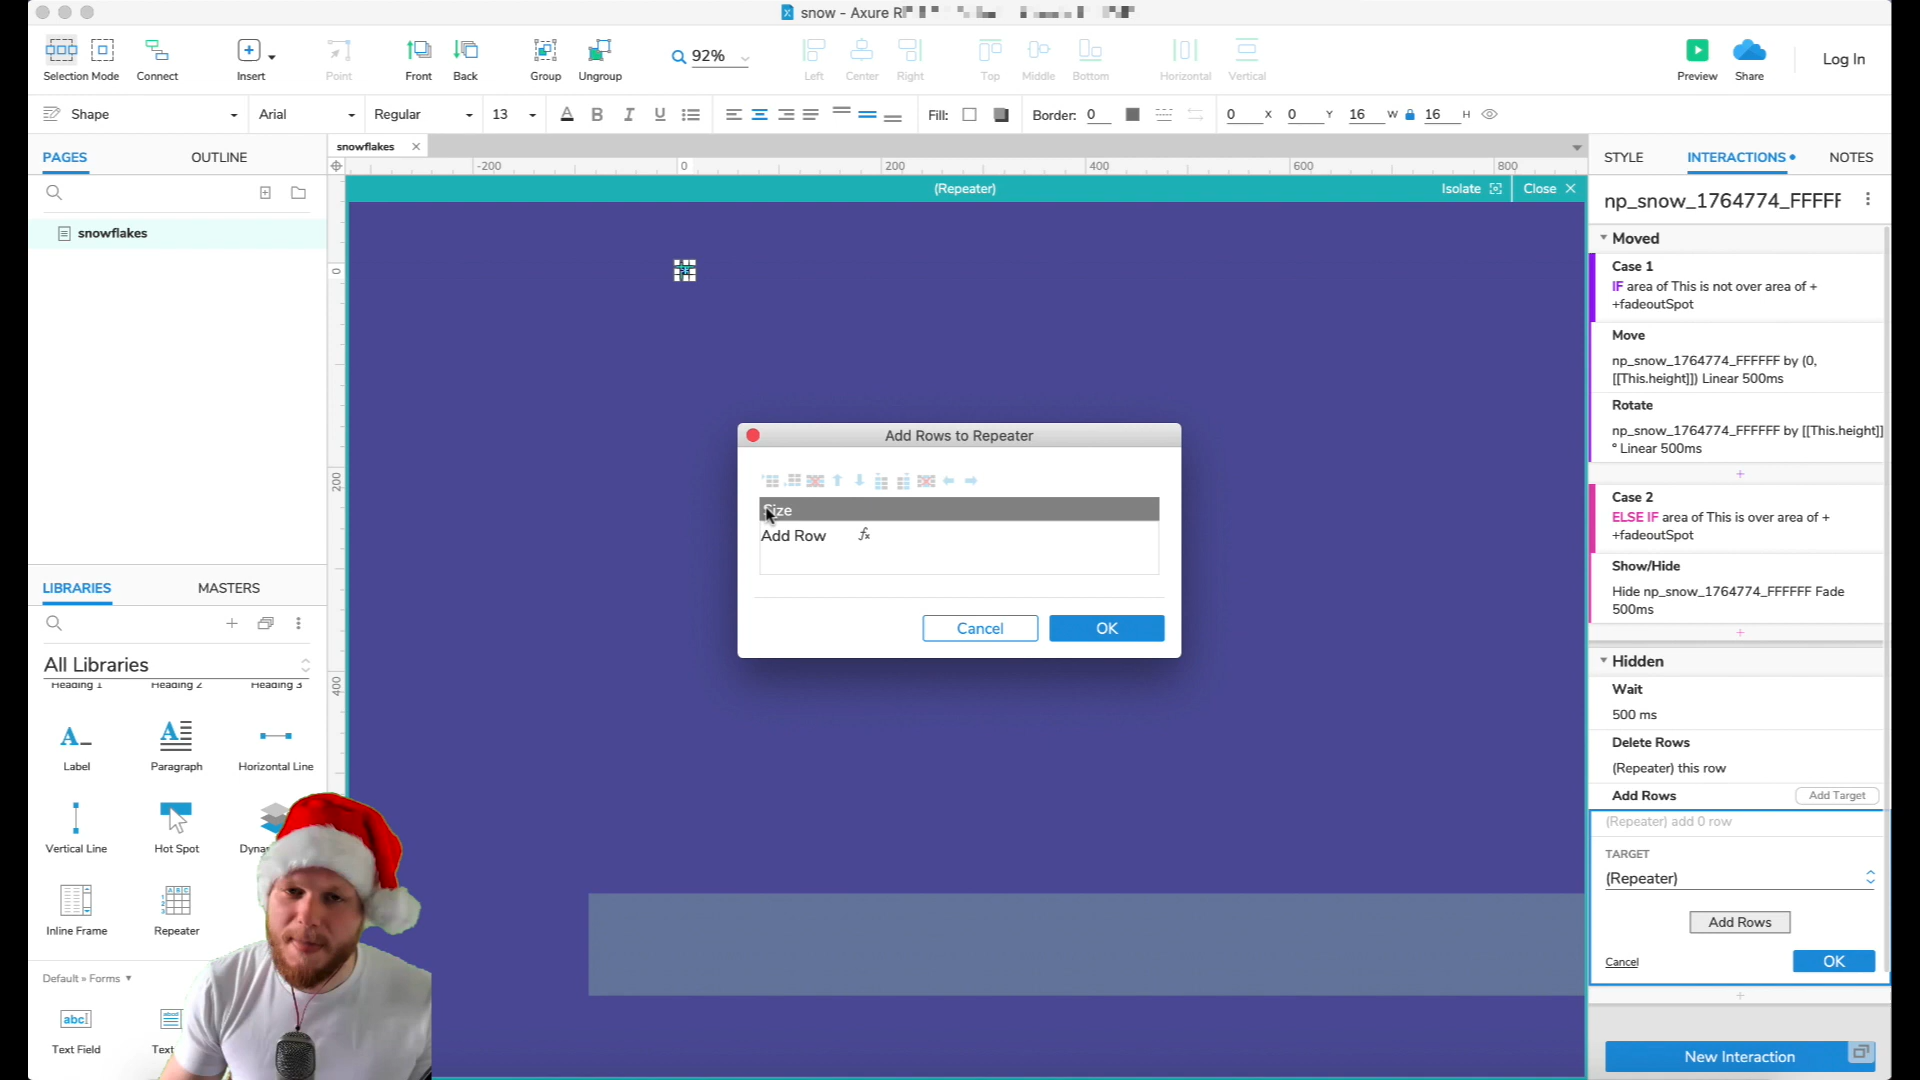 snow - Axure R
Selection Mode
Connect
Insert
Point
Front
Back
Group
Ungroup
92%
Left
Center
Right
Top
Middle
Bottom
Horizontal
Vertical
Preview
Share
Log In
Shape
Arial
Regular
13
Fill:
Border: 0
0 X
0 Y
16 W
16 H
PAGES
OUTLINE
snowflakes
snowflakes
-200
0
200
400
600
800
(Repeater)
Isolate
Close
0
200
400
LIBRARIES
MASTERS
All Libraries
Heading 1
Heading 2
Heading 3
Label
Paragraph
Horizontal Line
Vertical Line
Hot Spot
Inline Frame
Repeater
Default » Forms
abc
Text Field
Text
Add Rows to Repeater
Size
Add Row
fx
Cancel
OK
STYLE
INTERACTIONS
NOTES
np_snow_1764774_FFFFF
Moved
Case 1
IF area of This is not over area of +
+fadeoutSpot
Move
np_snow_1764774_FFFFFF by (0,
[[This.height]]) Linear 500ms
Rotate
np_snow_1764774_FFFFFF by [[This.height]]
° Linear 500ms
Case 2
ELSE IF area of This is over area of +
+fadeoutSpot
Show/Hide
Hide np_snow_1764774_FFFFFF Fade
500ms
Hidden
Wait
500 ms
Delete Rows
(Repeater) this row
Add Rows
Add Target
(Repeater) add 0 row
TARGET
(Repeater)
Add Rows
Cancel
OK
New Interaction